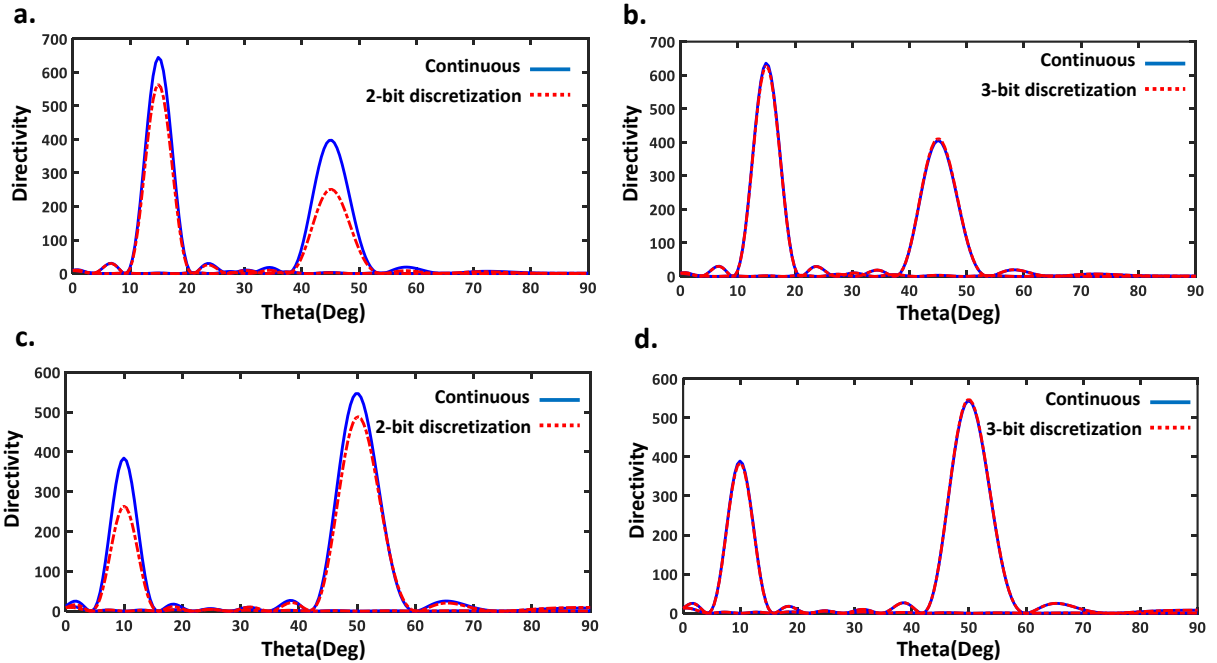 a.
700
600
500
400
300
200
100
0
Directivity
Continuous
2-bit discretization
0 10 20 30 40 50 60 70 80 90
Theta(Deg)
b.
700
600
500
400
300
200
100
0
Directivity
Continuous
3-bit discretization
0 10 20 30 40 50 60 70 80 90
Theta(Deg)
c.
600
500
400
300
200
100
0
Directivity
Continuous
2-bit discretization
0 10 20 30 40 50 60 70 80 90
Theta(Deg)
d.
600
500
400
300
200
100
0
Directivity
Continuous
3-bit discretization
0 10 20 30 40 50 60 70 80 90
Theta(Deg)